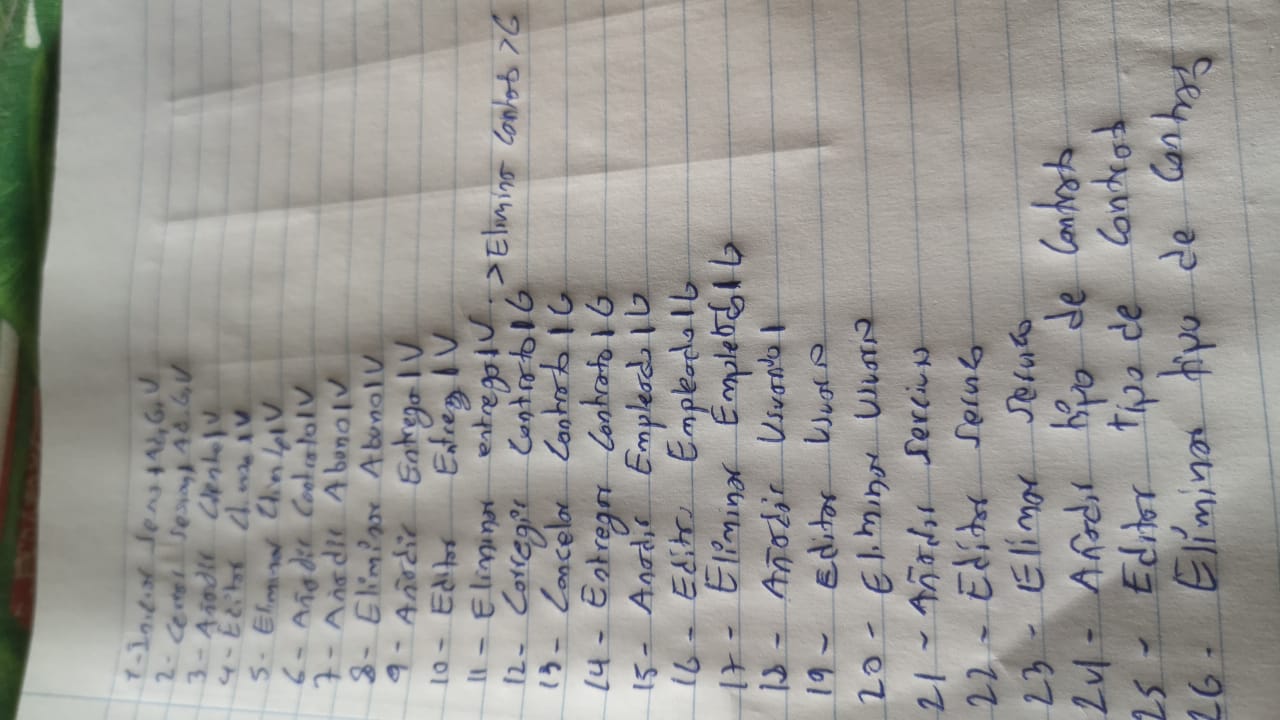 1-Iniciar Sens | Ad, G, V
2- Cerrar Sesion | Ad. G, V
3- Añadir Cliente | V
4- Editar Cliente | V
5- Eliminar Cliente | V
6- Añadir Contrato | V
7- Añadir Abono | V
8- Eliminar Abono | V
9- Añadir Entrega | V
10- Editar Entreg | V
11- Eliminar entrega | V. > Eliminar Contrato > G
12- Corregir Contrato | G
13- Cancelar Contrato | G
14- Entregar Contrato | G
15- Añadir Empleado | G
16- Editar Empleado | G
17- Eliminar Empleado | G
18- Añadir Usuario |
19- Editar Usuario
20- Eliminar Usuario
21- Añadir Servicio
22- Editar Servicio
23- Elimar Servicio
24- Añadir tipo de Contrato
25- Editar tipo de Contrato
26. Eliminar tipo de Contrato